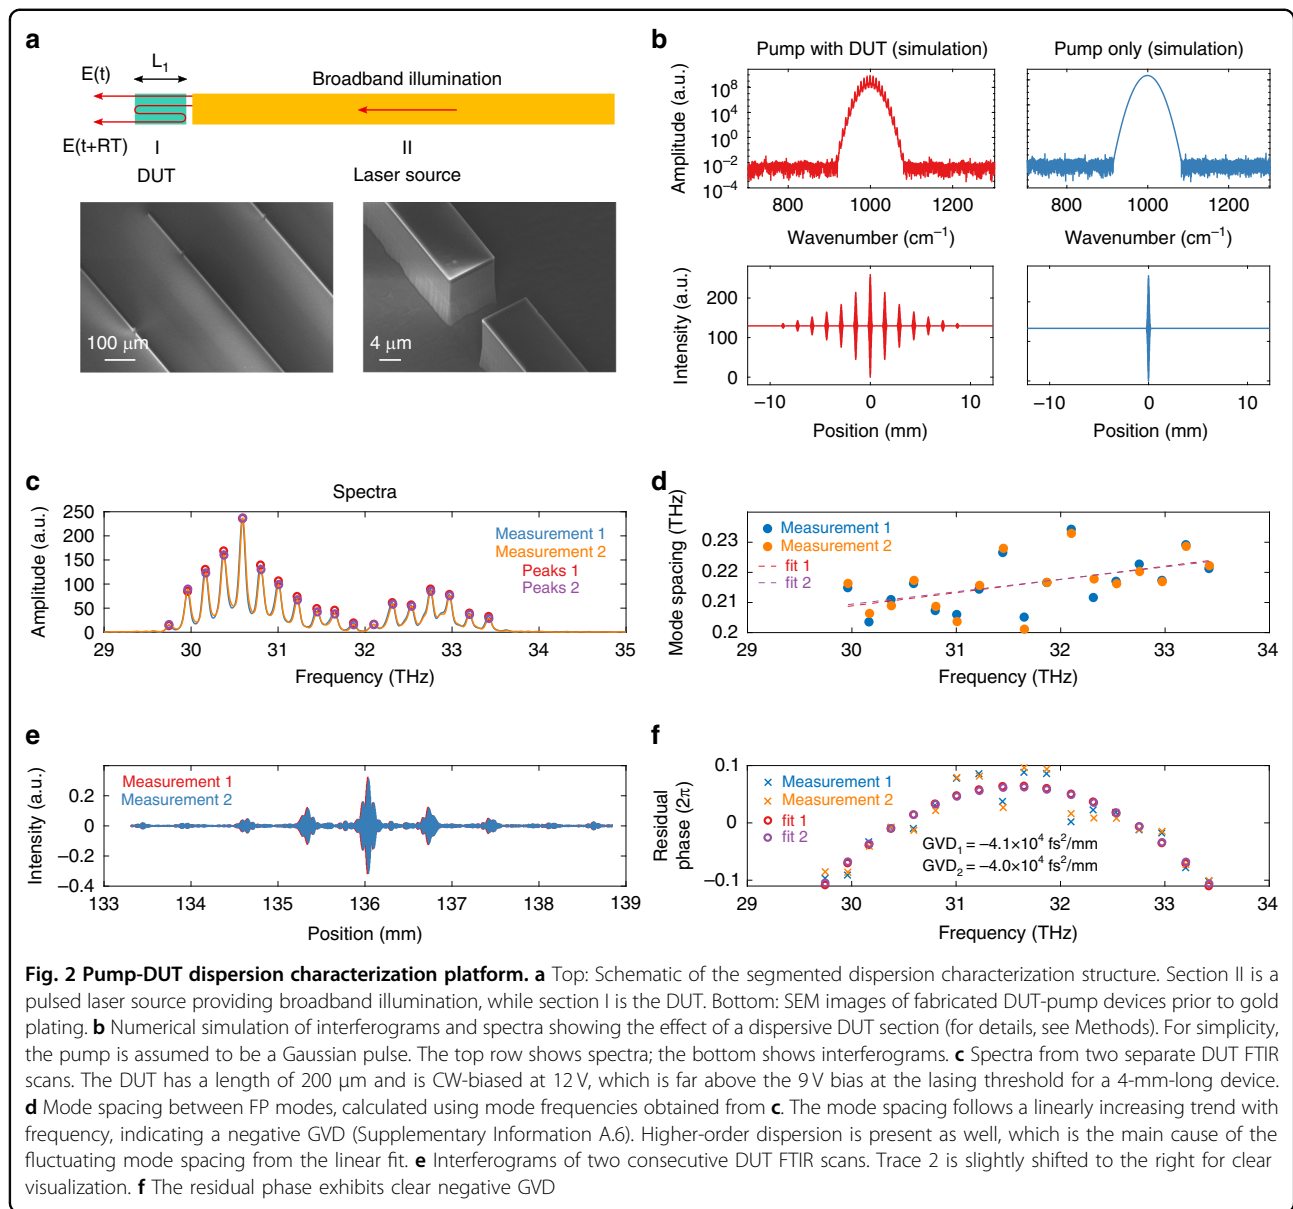 a
L1
E(t)
Broadband illumination
E(t+RT)
I
II
DUT
Laser source
100 μm
4 μm
b
Pump with DUT (simulation)
Pump only (simulation)
Amplitude (a.u.)
10^8
10^4
10^0
10^−2
10^−4
800
1000
1200
Wavenumber (cm^−1)
Amplitude (a.u.)
10^8
10^4
10^0
10^−2
10^−4
800
1000
1200
Wavenumber (cm^−1)
Intensity (a.u.)
200
100
0
−10
0
10
Position (mm)
−10
0
10
Position (mm)
c
Spectra
Amplitude (a.u.)
250
200
150
100
50
0
Measurement 1
Measurement 2
Peaks 1
Peaks 2
29
30
31
32
33
34
35
Frequency (THz)
d
Mode spacing (THz)
0.23
0.22
0.21
0.2
Measurement 1
Measurement 2
fit 1
fit 2
29
30
31
32
33
34
Frequency (THz)
e
Intensity (a.u.)
0.2
0
−0.2
−0.4
Measurement 1
Measurement 2
133
134
135
136
137
138
139
Position (mm)
f
Residual
phase (2π)
0.1
0
−0.1
Measurement 1
Measurement 2
fit 1
fit 2
GVD1 = −4.1×10^4 fs^2/mm
GVD2 = −4.0×10^4 fs^2/mm
29
30
31
32
33
34
Frequency (THz)
Fig. 2 Pump-DUT dispersion characterization platform. a Top: Schematic of the segmented dispersion characterization structure. Section II is a
pulsed laser source providing broadband illumination, while section I is the DUT. Bottom: SEM images of fabricated DUT-pump devices prior to gold
plating. b Numerical simulation of interferograms and spectra showing the effect of a dispersive DUT section (for details, see Methods). For simplicity,
the pump is assumed to be a Gaussian pulse. The top row shows spectra; the bottom shows interferograms. c Spectra from two separate DUT FTIR
scans. The DUT has a length of 200 μm and is CW-biased at 12 V, which is far above the 9 V bias at the lasing threshold for a 4-mm-long device.
d Mode spacing between FP modes, calculated using mode frequencies obtained from c. The mode spacing follows a linearly increasing trend with
frequency, indicating a negative GVD (Supplementary Information A.6). Higher-order dispersion is present as well, which is the main cause of the
fluctuating mode spacing from the linear fit. e Interferograms of two consecutive DUT FTIR scans. Trace 2 is slightly shifted to the right for clear
visualization. f The residual phase exhibits clear negative GVD